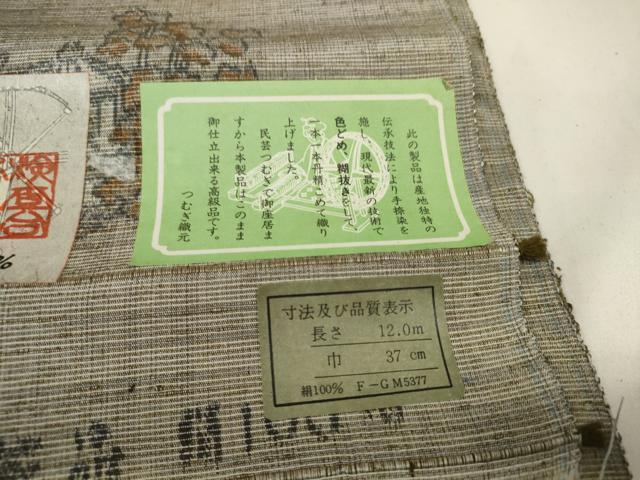 此の製品は産地独特の
伝承技法により手捺染を
施し、現代最新の技術で
色どめ、糊抜きをして
一本一本丹精こめて織り
上げました。
民芸つむぎで御座居ま
すから本製品はこのまま
御仕立出来る高級品です。
つむぎ織元
寸法及び品質表示
長さ 12.0m
巾 37cm
絹100% F-GM5377
%